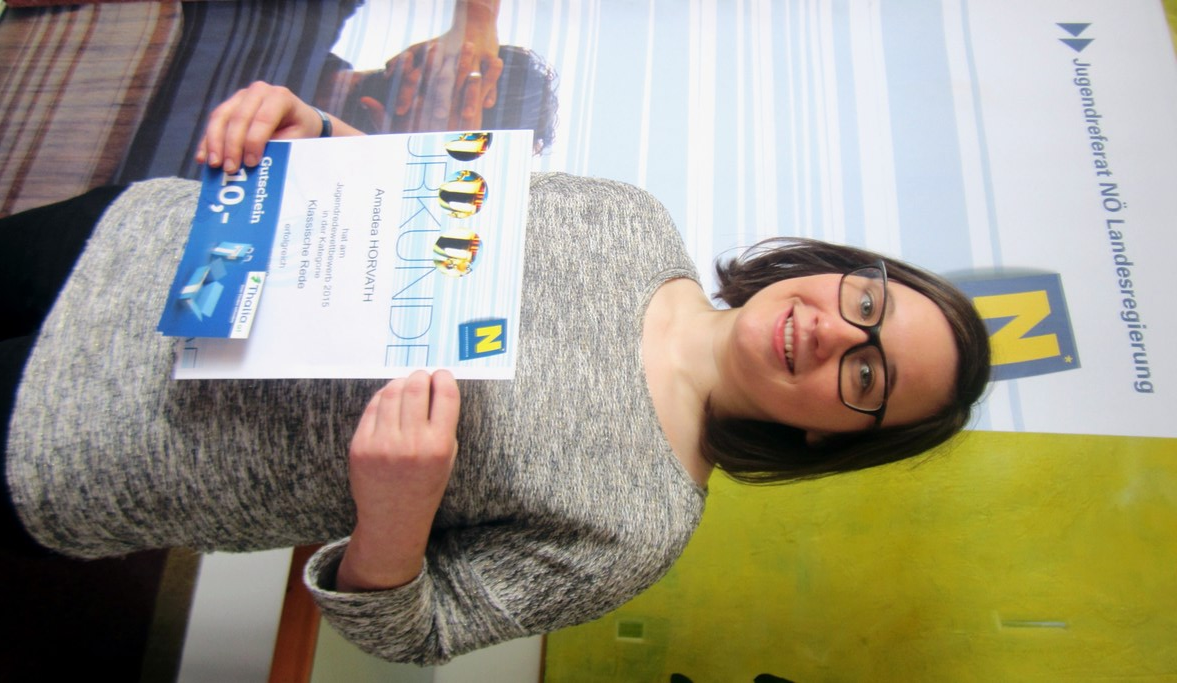 Jugendreferat NÖ Landesregierung
N
N
URKUNDE
Amadea HORVATH
hat am
Jugendredewettbewerb 2015
in der Kategorie
Klassische Rede
erfolgreich
Gutschein
10,-
Thalia.at